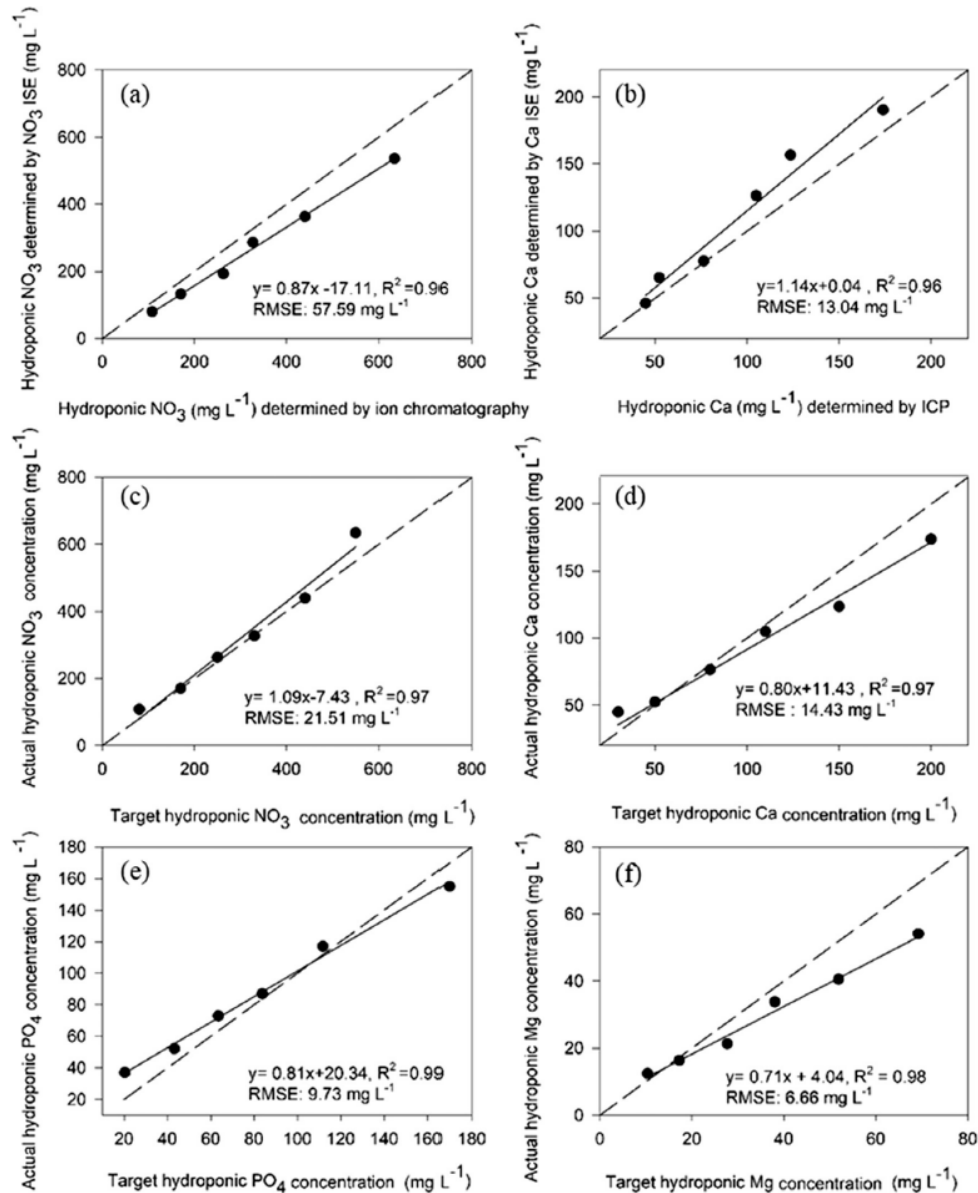 Hydroponic NO3 determined by NO3 ISE (mg L-1)
(a)
800
600
400
200
0
y= 0.87x -17.11, R2=0.96
RMSE: 57.59 mg L-1
0 200 400 600 800
Hydroponic NO3 (mg L-1) determined by ion chromatography
Hydroponic Ca determined by Ca ISE (mg L-1)
(b)
200
150
100
50
y=1.14x+0.04 , R2=0.96
RMSE: 13.04 mg L-1
50 100 150 200
Hydroponic Ca (mg L-1) determined by ICP
Actual hydroponic NO3 concentration (mg L-1)
(c)
800
600
400
200
0
y= 1.09x-7.43 , R2=0.97
RMSE: 21.51 mg L-1
0 200 400 600 800
Target hydroponic NO3 concentration (mg L-1)
Actual hydroponic Ca concentration (mg L-1)
(d)
200
150
100
50
y= 0.80x+11.43 , R2=0.97
RMSE : 14.43 mg L-1
50 100 150 200
Target hydroponic Ca concentration (mg L-1)
Actual hydroponic PO4 concentration (mg L-1)
(e)
180
160
140
120
100
80
60
40
20
y= 0.81x+20.34, R2=0.99
RMSE: 9.73 mg L-1
20 40 60 80 100 120 140 160 180
Target hydroponic PO4 concentration (mg L-1)
Actual hydroponic Mg concentration (mg L-1)
(f)
80
60
40
20
0
y= 0.71x + 4.04, R2 = 0.98
RMSE: 6.66 mg L-1
0 20 40 60 80
Target hydroponic Mg concentration (mg L-1)